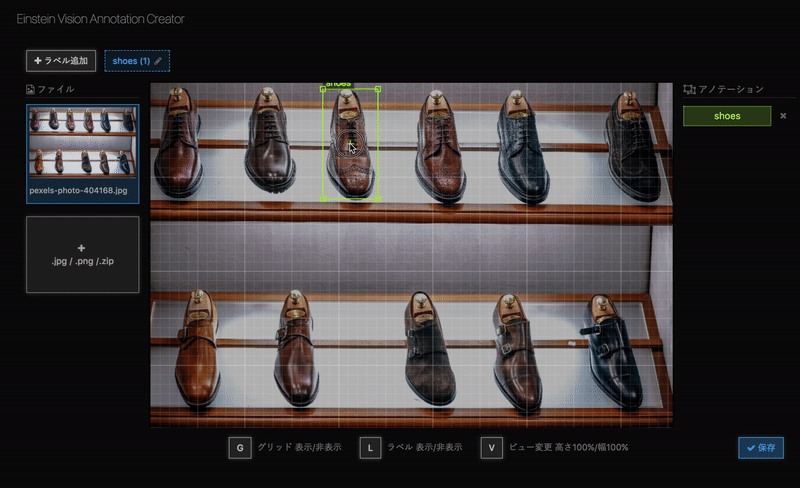 Einstein Vision Annotation Creator
ラベル追加
shoes (1)
ファイル
アノテーション
shoes
shoes
pexels-photo-404168.jpg
.jpg / .png /.zip
G グリッド 表示/非表示
L ラベル 表示/非表示
V ビュー変更 高さ100%/幅100%
保存